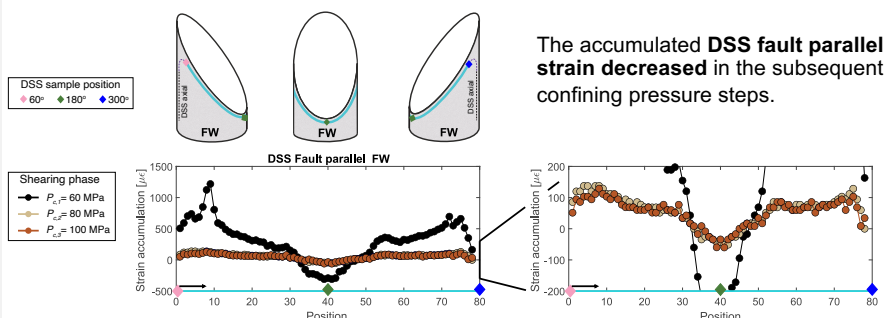 The accumulated DSS fault parallel
strain decreased in the subsequent
confining pressure steps.
DSS sample position
60° 180° 300°
DSS axial
FW
FW
DSS axial
FW
Shearing phase
Pc,1= 60 MPa
Pc,2= 80 MPa
Pc,3= 100 MPa
DSS Fault parallel FW
Strain accumulation [με]
1500
1000
500
0
-500
0 10 20 30 40 50 60 70 80
Position
Strain accumulation [με]
200
100
0
-100
-200
0 10 20 30 40 50 60 70 80
Position